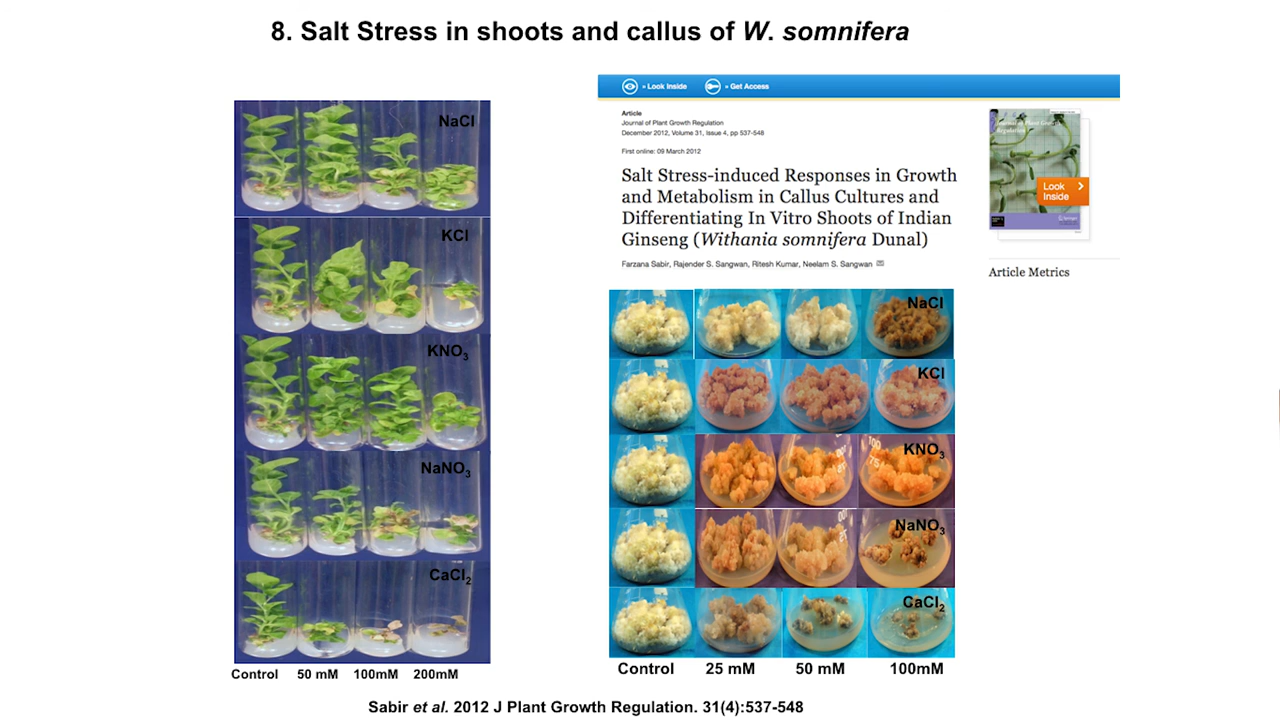 8. Salt Stress in shoots and callus of W. somnifera
NaCl
KCl
KNO3
NaNO3
CaCl2
Control 50 mM 100mM 200mM
» Look Inside » Get Access
Article
Journal of Plant Growth Regulation
December 2012, Volume 31, Issue 4, pp 537-548
First online: 09 March 2012
Salt Stress-induced Responses in Growth
and Metabolism in Callus Cultures and
Differentiating In Vitro Shoots of Indian
Ginseng (Withania somnifera Dunal)
Farzana Sabir, Rajender S. Sangwan, Ritesh Kumar, Neelam S. Sangwan
Look
Inside
Article Metrics
NaCl
KCl
KNO3
NaNO3
CaCl2
Control 25 mM 50 mM 100mM
Sabir et al. 2012 J Plant Growth Regulation. 31(4):537-548